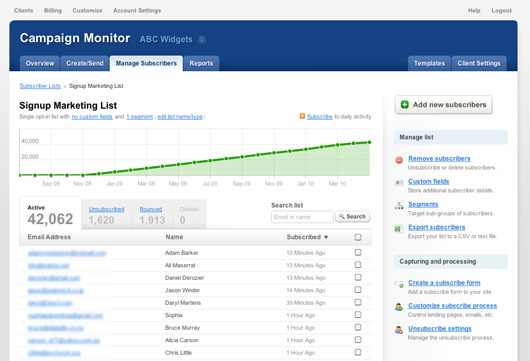 Clients Billing Customize Account Settings Help Logout
Campaign Monitor ABC Widgets
Overview Create/Send Manage Subscribers Reports Templates Client Settings
Subscriber Lists › Signup Marketing List
Signup Marketing List
Single opt-in list with no custom fields and 1 segment (edit list name/type)
Subscribe to daily activity
40,000
20,000
Sep 08 Nov 08 Jan 09 Mar 09 May 09 Jul 09 Sep 09 Nov 09 Jan 10 Mar 10
Active Unsubscribed Bounced Deleted
42,062 1,620 1,913 0
Search list
Email or name Search
Email Address Name Subscribed ▼
Adam Barker 10 Minutes Ago
Ali Maserrat 13 Minutes Ago
Daniel Derozier 13 Minutes Ago
Jason Winder 14 Minutes Ago
Daryl Martens 39 Minutes Ago
Sophia 1 Hour Ago
Bruce Murray 1 Hour Ago
Alicia Carson 1 Hour Ago
Chris Little 1 Hour Ago
Add new subscribers
Manage list
Remove subscribers
Unsubscribe or delete subscribers.
Custom fields
Store additional subscriber details.
Segments
Target sub-groups of subscribers.
Export subscribers
Export your list to a CSV or text file.
Capturing and processing
Create a subscribe form
Add a subscribe form to your site.
Customize subscribe process
Control landing pages, emails, etc.
Unsubscribe settings
Manage the unsubscribe process.